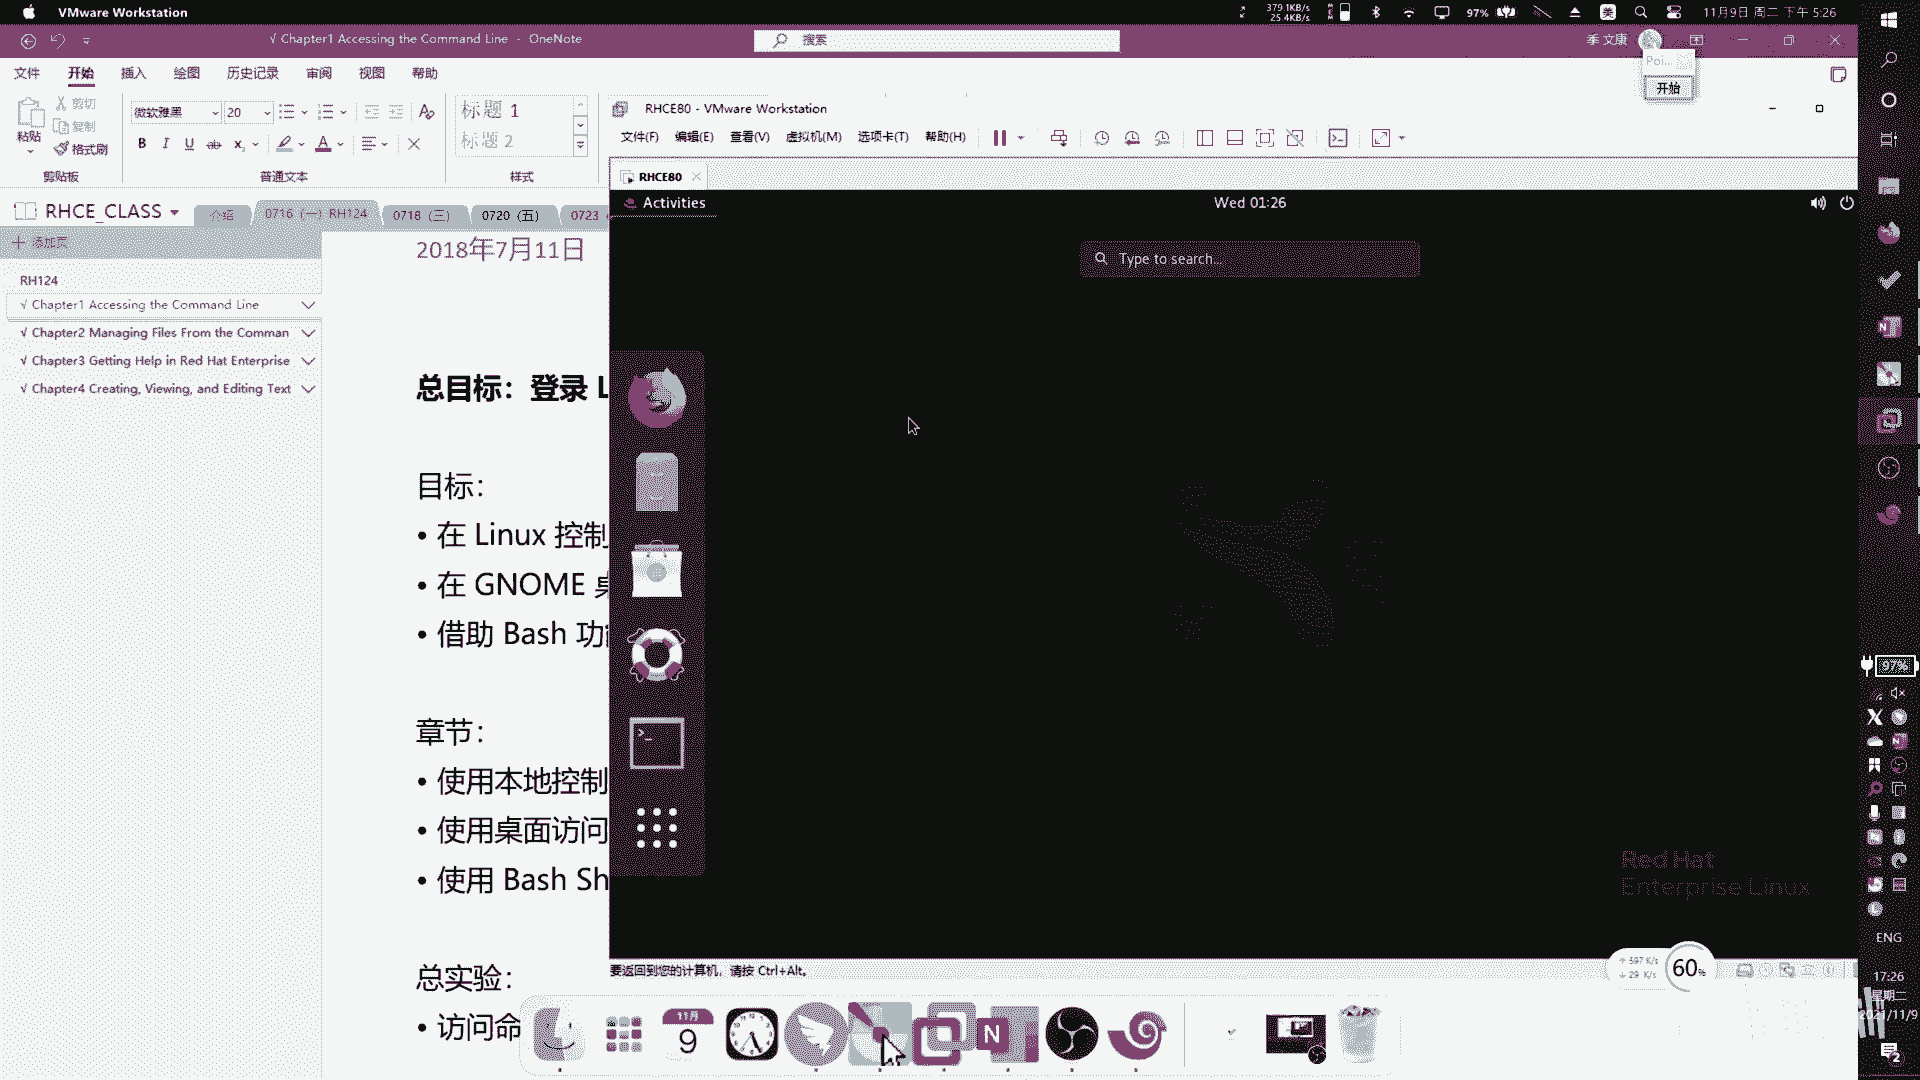 VMware Workstation
379.1KB/s
25.4KB/s
97%
美
11月9日 周二 下午 5:26
√ Chapter1 Accessing the Command Line - OneNote
搜索
季 文康
文件
开始
插入
绘图
历史记录
审阅
视图
帮助
Poi...
开始
粘贴
剪切
复制
格式刷
剪贴板
微软雅黑
20
B I U ab x
普通文本
标题 1
标题 2
样式
RHCE80 - VMware Workstation
文件(F) 编辑(E) 查看(V) 虚拟机(M) 选项卡(T) 帮助(H)
RHCE80
RHCE_CLASS
介绍
0716（一）RH124
0718（三）
0720（五）
0723
添加页
RH124
√ Chapter1 Accessing the Command Line
√ Chapter2 Managing Files From the Comman
√ Chapter3 Getting Help in Red Hat Enterprise
√ Chapter4 Creating, Viewing, and Editing Text
2018年7月11日
总目标：登录 L
目标：
• 在 Linux 控制
• 在 GNOME 桌
• 借助 Bash 功能
章节：
• 使用本地控制
• 使用桌面访问
• 使用 Bash Sh
总实验：
• 访问命
Activities
Wed 01:26
Type to search...
Red Hat
Enterprise Linux
要返回到您的计算机，请按 Ctrl+Alt。
↑ 597 K/s
↓ 29 K/s
60%
11月
9
97%
ENG
17:26
星期二
2021/11/9
2